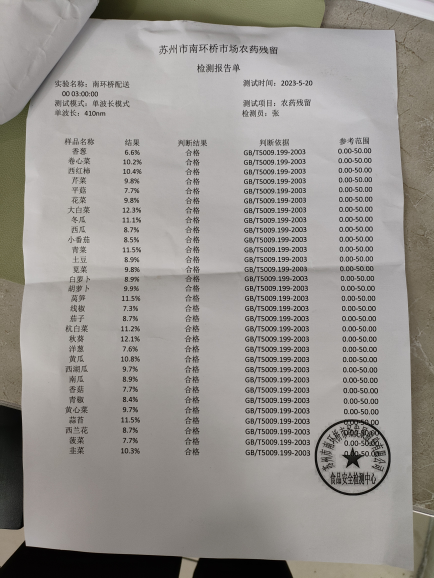 苏州市南环桥市场农药残留
检测报告单
实验名称：南环桥配送 测试时间：2023-5-20
00 03:00:00
测试模式：单波长模式 测试项目：农药残留
单波长：410nm 检测员：张
样品名称 结果 判断结果 判断依据 参考范围
香葱 6.6% 合格 GB/T5009.199-2003 0.00-50.00
卷心菜 10.2% 合格 GB/T5009.199-2003 0.00-50.00
西红柿 10.4% 合格 GB/T5009.199-2003 0.00-50.00
芹菜 9.8% 合格 GB/T5009.199-2003 0.00-50.00
平菇 7.7% 合格 GB/T5009.199-2003 0.00-50.00
花菜 9.8% 合格 GB/T5009.199-2003 0.00-50.00
大白菜 12.3% 合格 GB/T5009.199-2003 0.00-50.00
冬瓜 11.1% 合格 GB/T5009.199-2003 0.00-50.00
西瓜 8.7% 合格 GB/T5009.199-2003 0.00-50.00
小番茄 8.5% 合格 GB/T5009.199-2003 0.00-50.00
青菜 11.5% 合格 GB/T5009.199-2003 0.00-50.00
土豆 8.9% 合格 GB/T5009.199-2003 0.00-50.00
苋菜 9.8% 合格 GB/T5009.199-2003 0.00-50.00
白萝卜 8.9% 合格 GB/T5009.199-2003 0.00-50.00
胡萝卜 9.9% 合格 GB/T5009.199-2003 0.00-50.00
莴笋 11.5% 合格 GB/T5009.199-2003 0.00-50.00
线椒 7.3% 合格 GB/T5009.199-2003 0.00-50.00
茄子 8.7% 合格 GB/T5009.199-2003 0.00-50.00
杭白菜 11.2% 合格 GB/T5009.199-2003 0.00-50.00
秋葵 12.1% 合格 GB/T5009.199-2003 0.00-50.00
洋葱 7.6% 合格 GB/T5009.199-2003 0.00-50.00
黄瓜 10.8% 合格 GB/T5009.199-2003 0.00-50.00
西湖瓜 9.7% 合格 GB/T5009.199-2003 0.00-50.00
南瓜 8.9% 合格 GB/T5009.199-2003 0.00-50.00
香菇 7.7% 合格 GB/T5009.199-2003 0.00-50.00
青椒 8.4% 合格 GB/T5009.199-2003 0.00-50.00
黄心菜 9.7% 合格 GB/T5009.199-2003 0.00-50.00
蒜苔 11.5% 合格 GB/T5009.199-2003 0.00-50.00
西兰花 8.7% 合格 GB/T5009.199-2003 0.00-50.00
菠菜 7.7% 合格 GB/T5009.199-2003 0.00-50.00
韭菜 10.3% 合格 GB/T5009.199-2003 0.00-50.00
食品安全检测中心